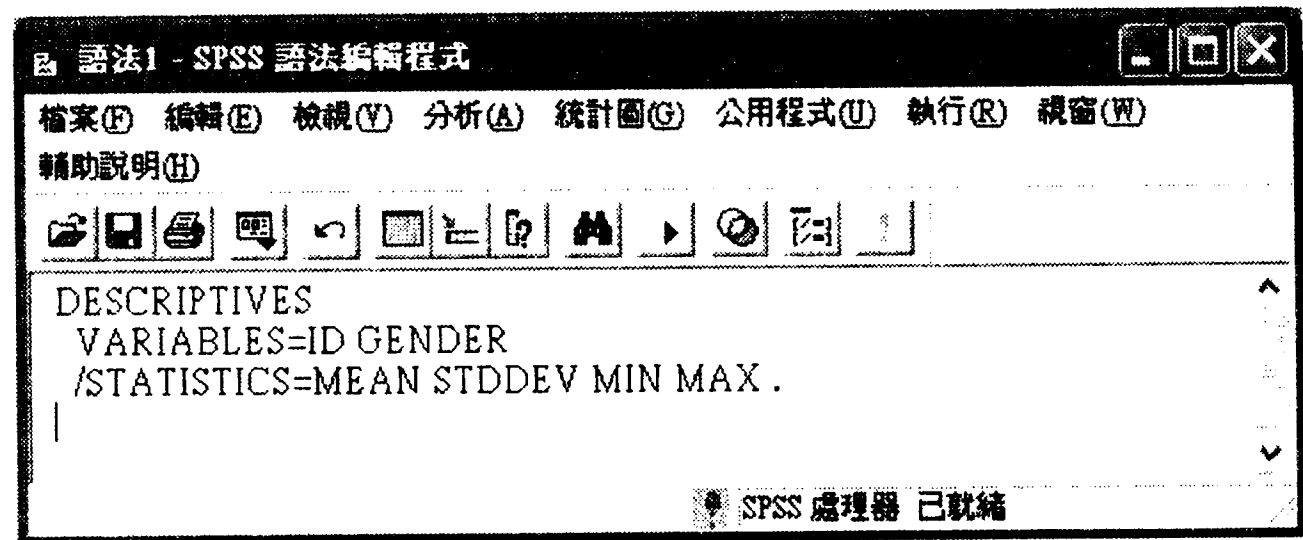 語法1 - SPSS 語法編輯程式
檔案(F) 編輯(E) 檢視(V) 分析(A) 統計圖(G) 公用程式(U) 執行(R) 視窗(W)
輔助說明(H)
DESCRIPTIVES
VARIABLES=ID GENDER
/STATISTICS=MEAN STDDEV MIN MAX .
SPSS 處理器 已就緒